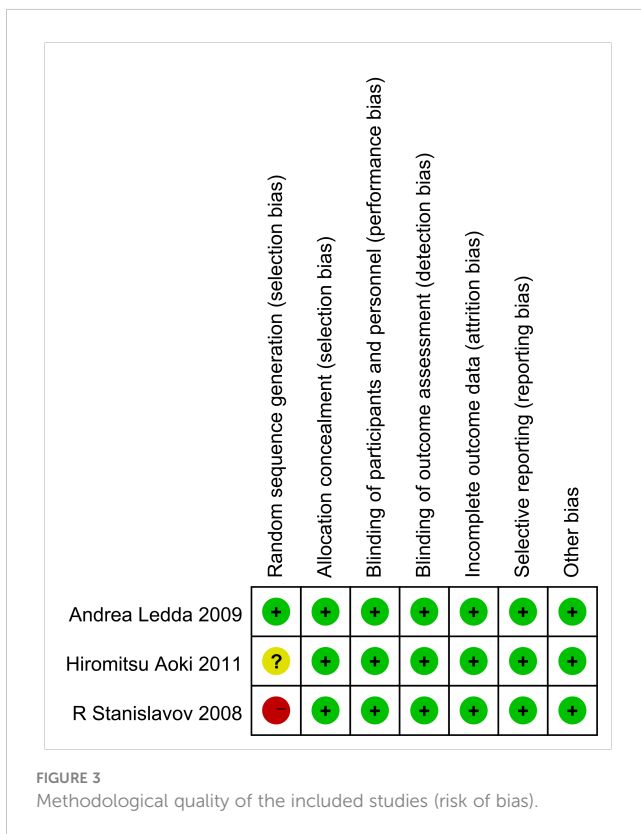 Random sequence generation (selection bias)
Allocation concealment (selection bias)
Blinding of participants and personnel (performance bias)
Blinding of outcome assessment (detection bias)
Incomplete outcome data (attrition bias)
Selective reporting (reporting bias)
Other bias
Andrea Ledda 2009 + + + + + + +
Hiromitsu Aoki 2011 ? + + + + + +
R Stanislavov 2008 - + + + + + +
FIGURE 3
Methodological quality of the included studies (risk of bias).